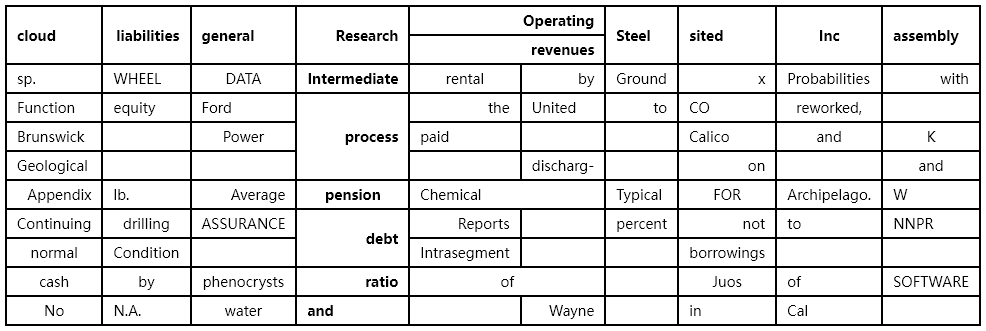 cloud liabilities general Research Operating Steel sited Inc assembly
revenues
sp. WHEEL DATA Intermediate rental by Ground x Probabilities with
Function equity Ford process the United to CO reworked,
Brunswick Power paid Calico and K
Geological discharg- on and
Appendix lb. Average pension Chemical Typical FOR Archipelago. W
Continuing drilling ASSURANCE debt Reports percent not to NNPR
normal Condition Intrasegment borrowings
cash by phenocrysts ratio of Juos of SOFTWARE
No N.A. water and Wayne in Cal